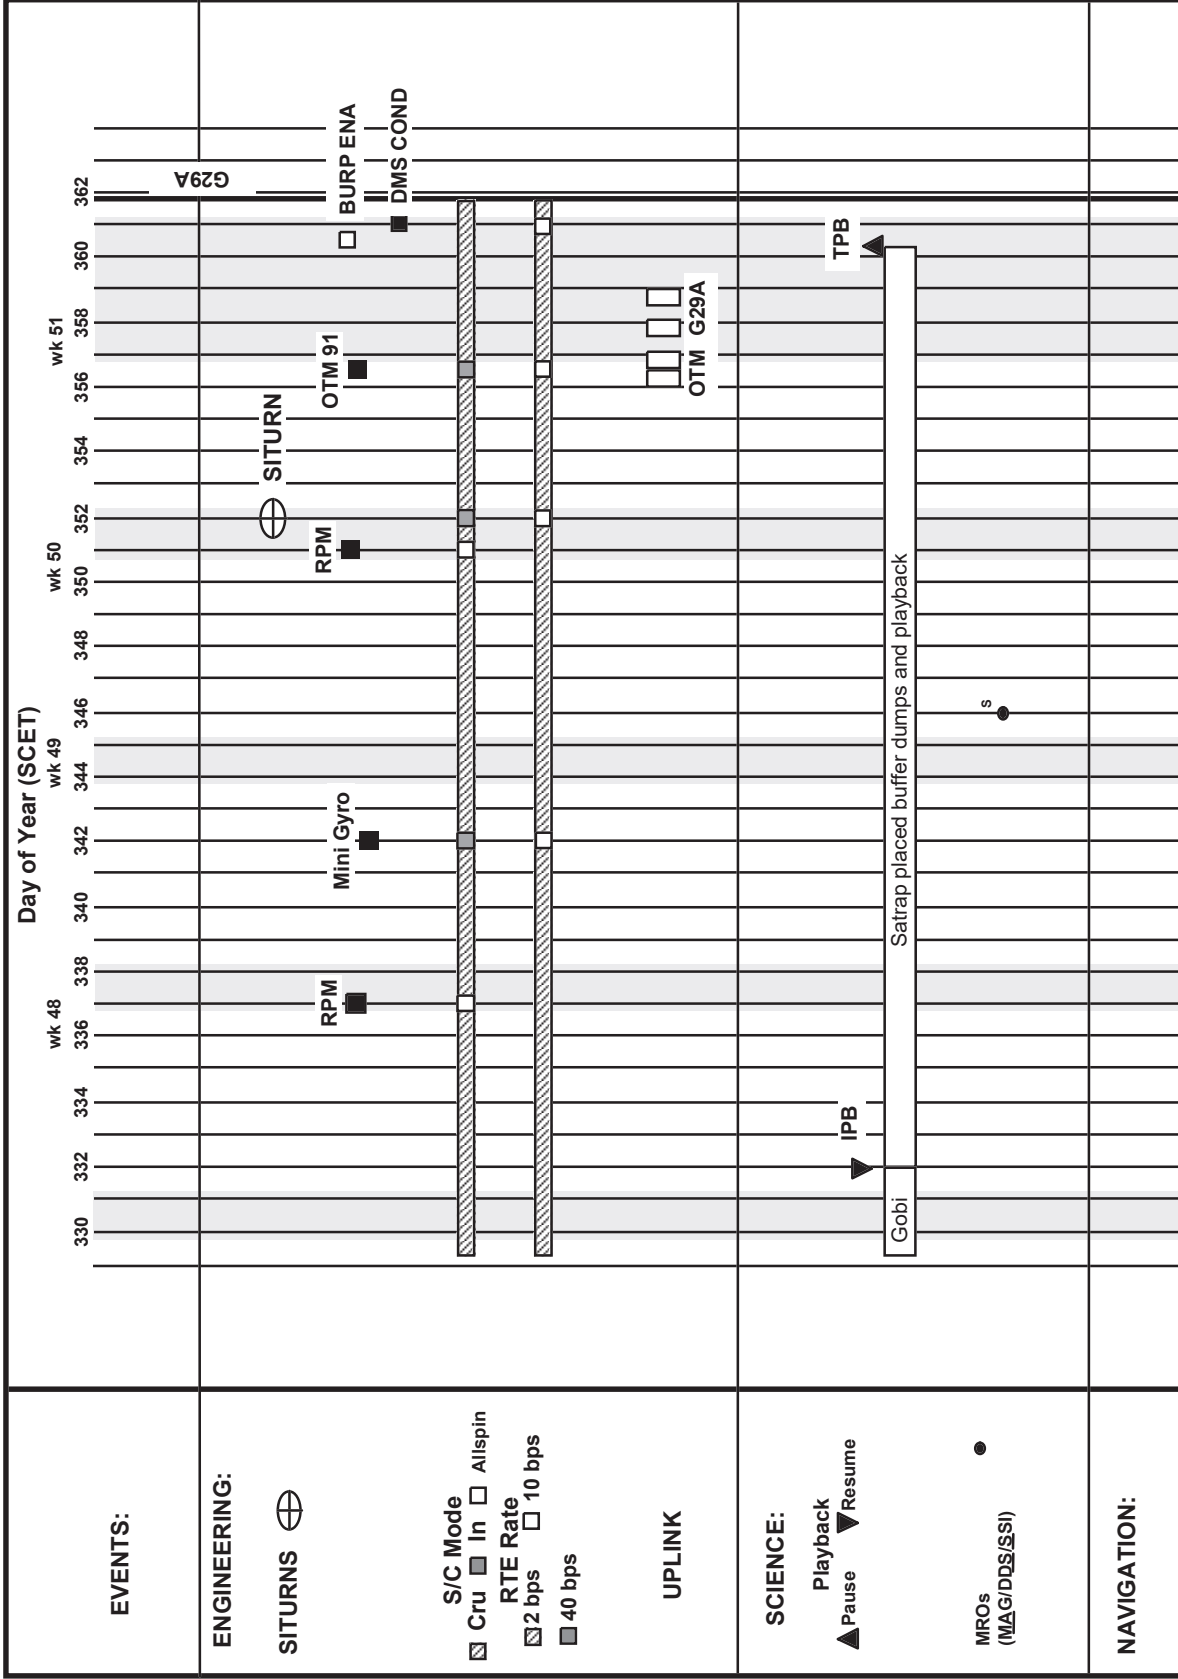 Day of Year (SCET)
wk 48 wk 49 wk 50 wk 51
330 332 334 336 338 340 342 344 346 348 350 352 354 356 358 360 362
EVENTS:
G29A
ENGINEERING:
SITURNS
SITURN
RPM Mini Gyro RPM OTM 91 BURP ENA
DMS COND
S/C Mode
Cru In Allspin
RTE Rate
2 bps 10 bps
40 bps
UPLINK
OTM G29A
SCIENCE:
Playback
Pause Resume
IPB TPB
Gobi Satrap placed buffer dumps and playback
MROs
(MAG/DDS/SSI)
s
NAVIGATION: